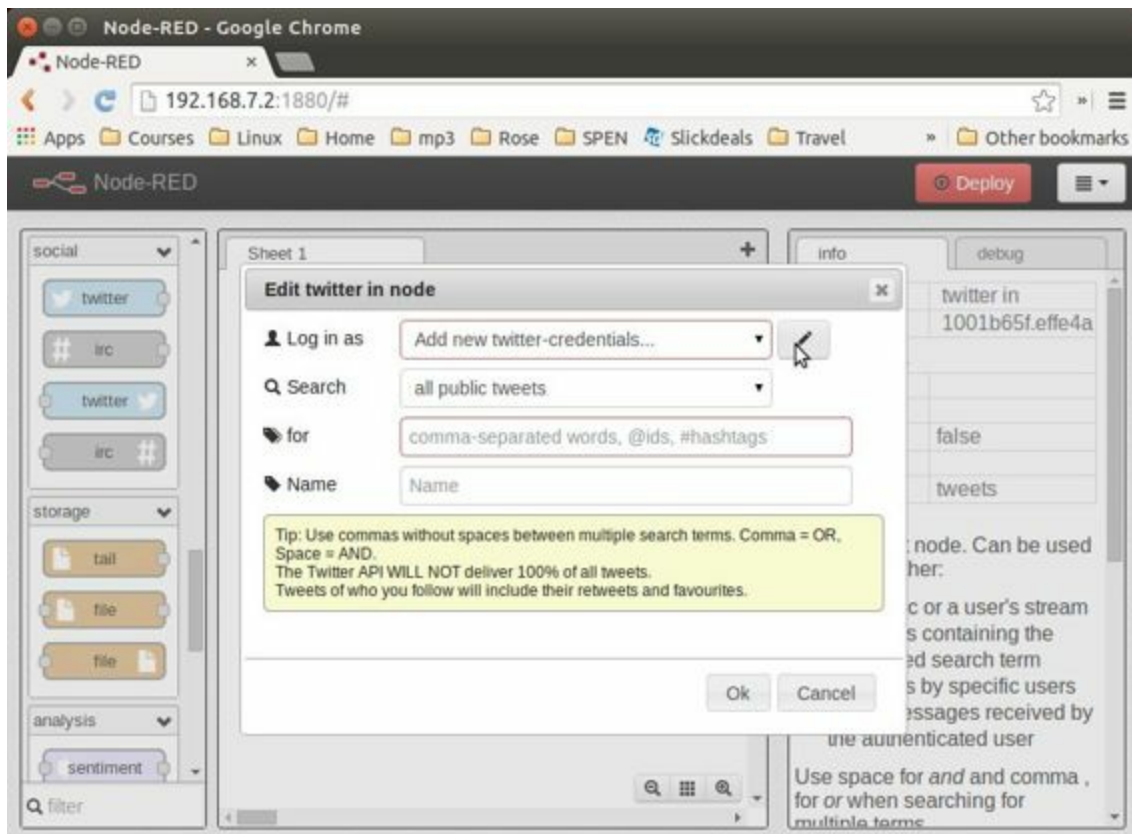 Node-RED - Google Chrome
Node-RED
192.168.7.2:1880/#
Apps Courses Linux Home mp3 Rose SPEN Slickdeals Travel » Other bookmarks
Node-RED
Deploy
social
twitter
irc
twitter
irc
storage
tail
file
file
analysis
sentiment
filter
Sheet 1
Edit twitter in node
Log in as
Add new twitter-credentials...
Search
all public tweets
for
comma-separated words, @ids, #hashtags
Name
Name
Tip: Use commas without spaces between multiple search terms. Comma = OR,
Space = AND.
The Twitter API WILL NOT deliver 100% of all tweets.
Tweets of who you follow will include their retweets and favourites.
Ok
Cancel
info
debug
twitter in
1001b65f.effe4a
false
tweets
node. Can be used
her:
c or a user's stream
s containing the
ed search term
s by specific users
essages received by
the authenticated user
Use space for and and comma ,
for or when searching for
multiple terms